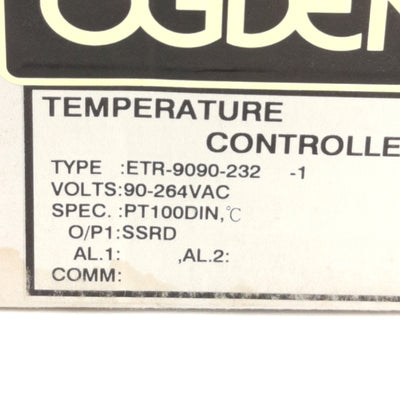 OGDEN
TEMPERATURE
CONTROLLE
TYPE :ETR-9090-232 -1
VOLTS:90-264VAC
SPEC. :PT100DIN,℃
O/P1:SSRD
AL.1: ,AL.2:
COMM: